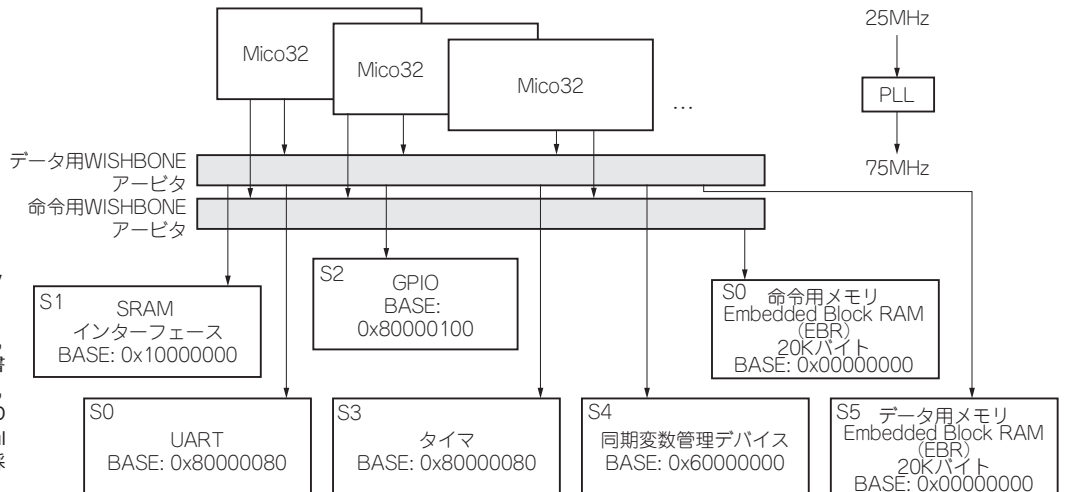 Mico32
Mico32
Mico32
…
25MHz
PLL
75MHz
データ用WISHBONE
アービタ
命令用WISHBONE
アービタ
S1
SRAM
インターフェース
BASE: 0x10000000
S2
GPIO
BASE:
0x80000100
S0
命令用メモリ
Embedded Block RAM
(EBR)
20Kバイト
BASE: 0x00000000
S0
UART
BASE: 0x80000080
S3
タイマ
BASE: 0x80000080
S4
同期変数管理デバイス
BASE: 0x60000000
S5
データ用メモリ
Embedded Block RAM
(EBR)
20Kバイト
BASE: 0x00000000